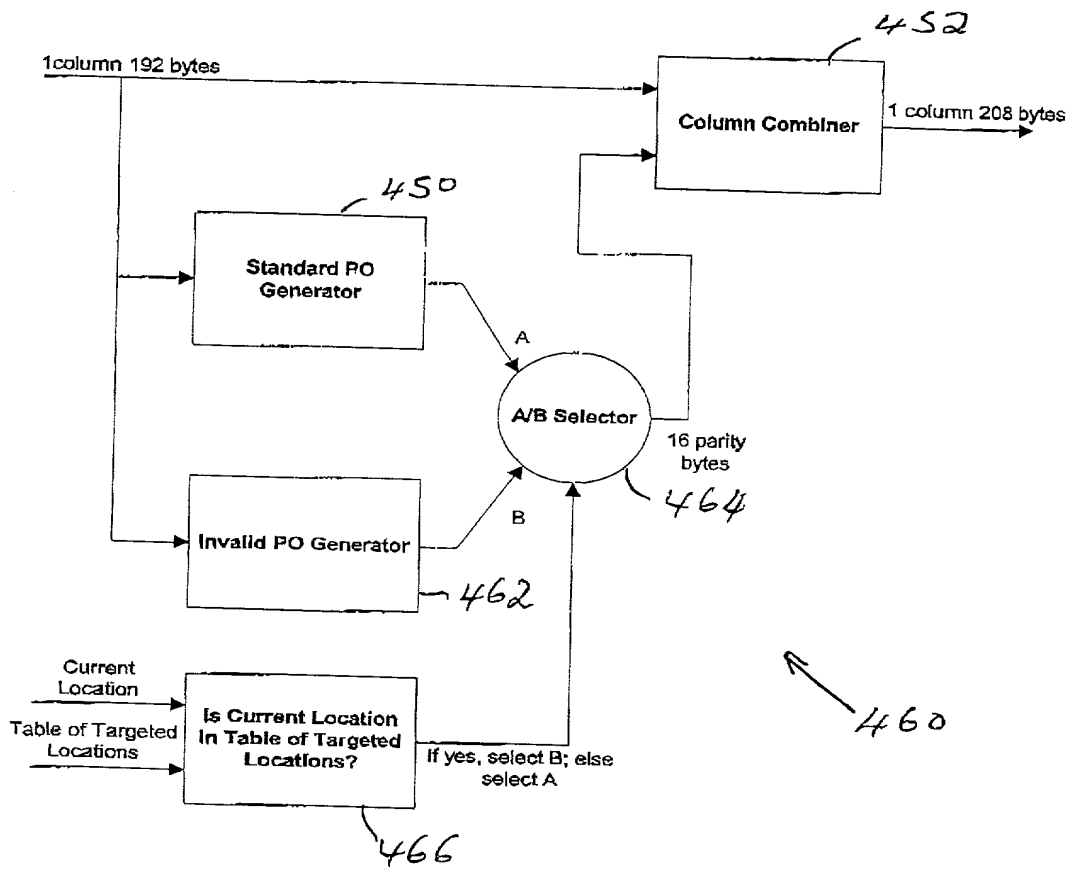 452
1column 192 bytes
Column Combiner
1 column 208 bytes
450
Standard PO
Generator
A
A/B Selector
16 parity
bytes
464
B
Invalid PO Generator
462
Current
Location
Table of Targeted
Locations
Is Current Location
In Table of Targeted
Locations?
If yes, select B; else
select A
460
466